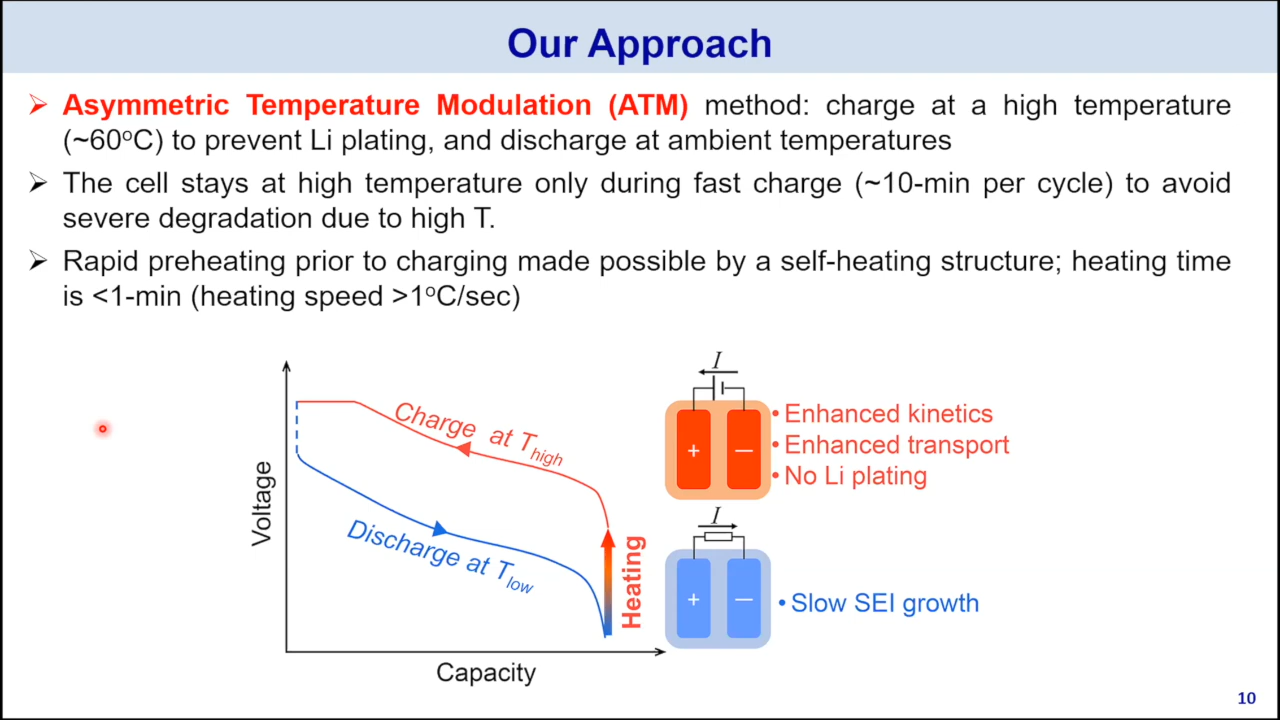 Our Approach
➢ Asymmetric Temperature Modulation (ATM) method: charge at a high temperature
(~60°C) to prevent Li plating, and discharge at ambient temperatures
➢ The cell stays at high temperature only during fast charge (~10-min per cycle) to avoid
severe degradation due to high T.
➢ Rapid preheating prior to charging made possible by a self-heating structure; heating time
is <1-min (heating speed >1°C/sec)
Voltage
Charge at Thigh
Discharge at Tlow
Heating
Capacity
I
+ −
• Enhanced kinetics
• Enhanced transport
• No Li plating
I
+ −
• Slow SEI growth
10